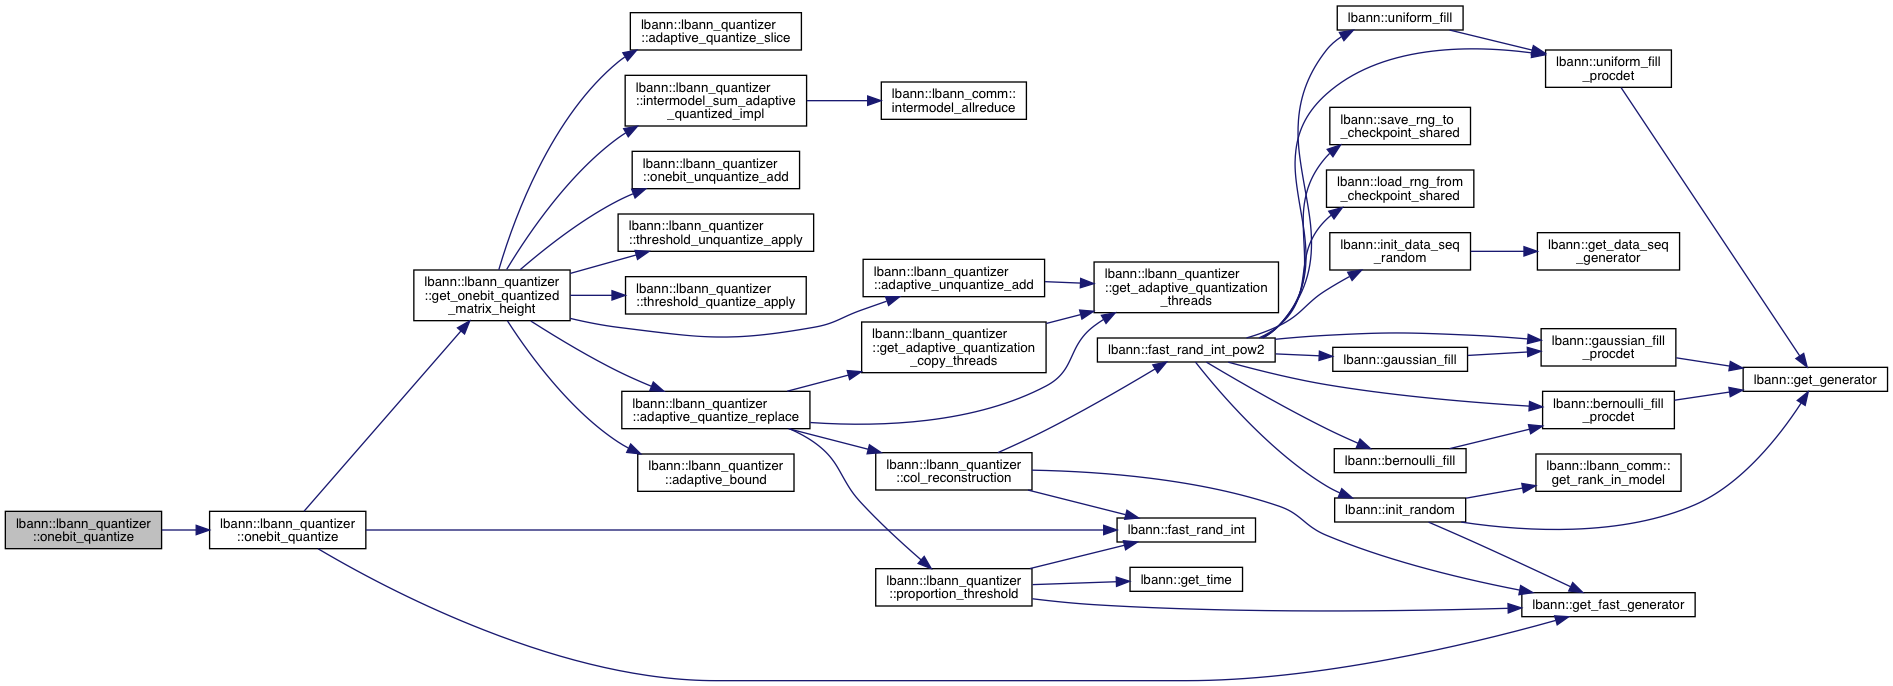 lbann::lbann_quantizer
::onebit_quantize
lbann::lbann_quantizer
::onebit_quantize
lbann::lbann_quantizer
::get_onebit_quantized
_matrix_height
lbann::lbann_quantizer
::adaptive_quantize_slice
lbann::lbann_quantizer
::intermodel_sum_adaptive
_quantized_impl
lbann::lbann_quantizer
::onebit_unquantize_add
lbann::lbann_quantizer
::threshold_unquantize_apply
lbann::lbann_quantizer
::threshold_quantize_apply
lbann::lbann_quantizer
::adaptive_quantize_replace
lbann::lbann_quantizer
::adaptive_bound
lbann::lbann_comm::
intermodel_allreduce
lbann::lbann_quantizer
::adaptive_unquantize_add
lbann::lbann_quantizer
::get_adaptive_quantization
_copy_threads
lbann::lbann_quantizer
::col_reconstruction
lbann::lbann_quantizer
::proportion_threshold
lbann::lbann_quantizer
::get_adaptive_quantization
_threads
lbann::fast_rand_int_pow2
lbann::fast_rand_int
lbann::get_time
lbann::uniform_fill
lbann::save_rng_to
_checkpoint_shared
lbann::load_rng_from
_checkpoint_shared
lbann::init_data_seq
_random
lbann::gaussian_fill
lbann::bernoulli_fill
lbann::init_random
lbann::uniform_fill
_procdet
lbann::get_data_seq
_generator
lbann::gaussian_fill
_procdet
lbann::bernoulli_fill
_procdet
lbann::lbann_comm::
get_rank_in_model
lbann::get_fast_generator
lbann::get_generator